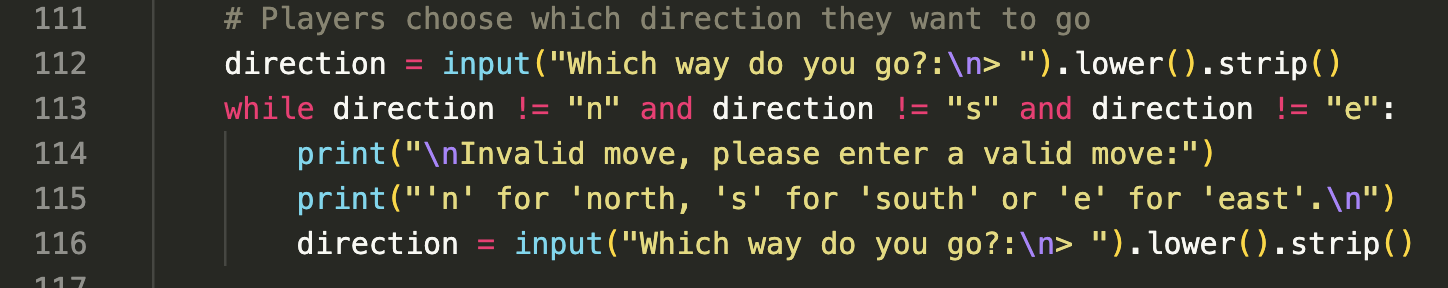 111 # Players choose which direction they want to go
112 direction = input("Which way do you go?:\n> ").lower().strip()
113 while direction != "n" and direction != "s" and direction != "e":
114 print("\nInvalid move, please enter a valid move:")
115 print("'n' for 'north, 's' for 'south' or 'e' for 'east'.\n")
116 direction = input("Which way do you go?:\n> ").lower().strip()
117